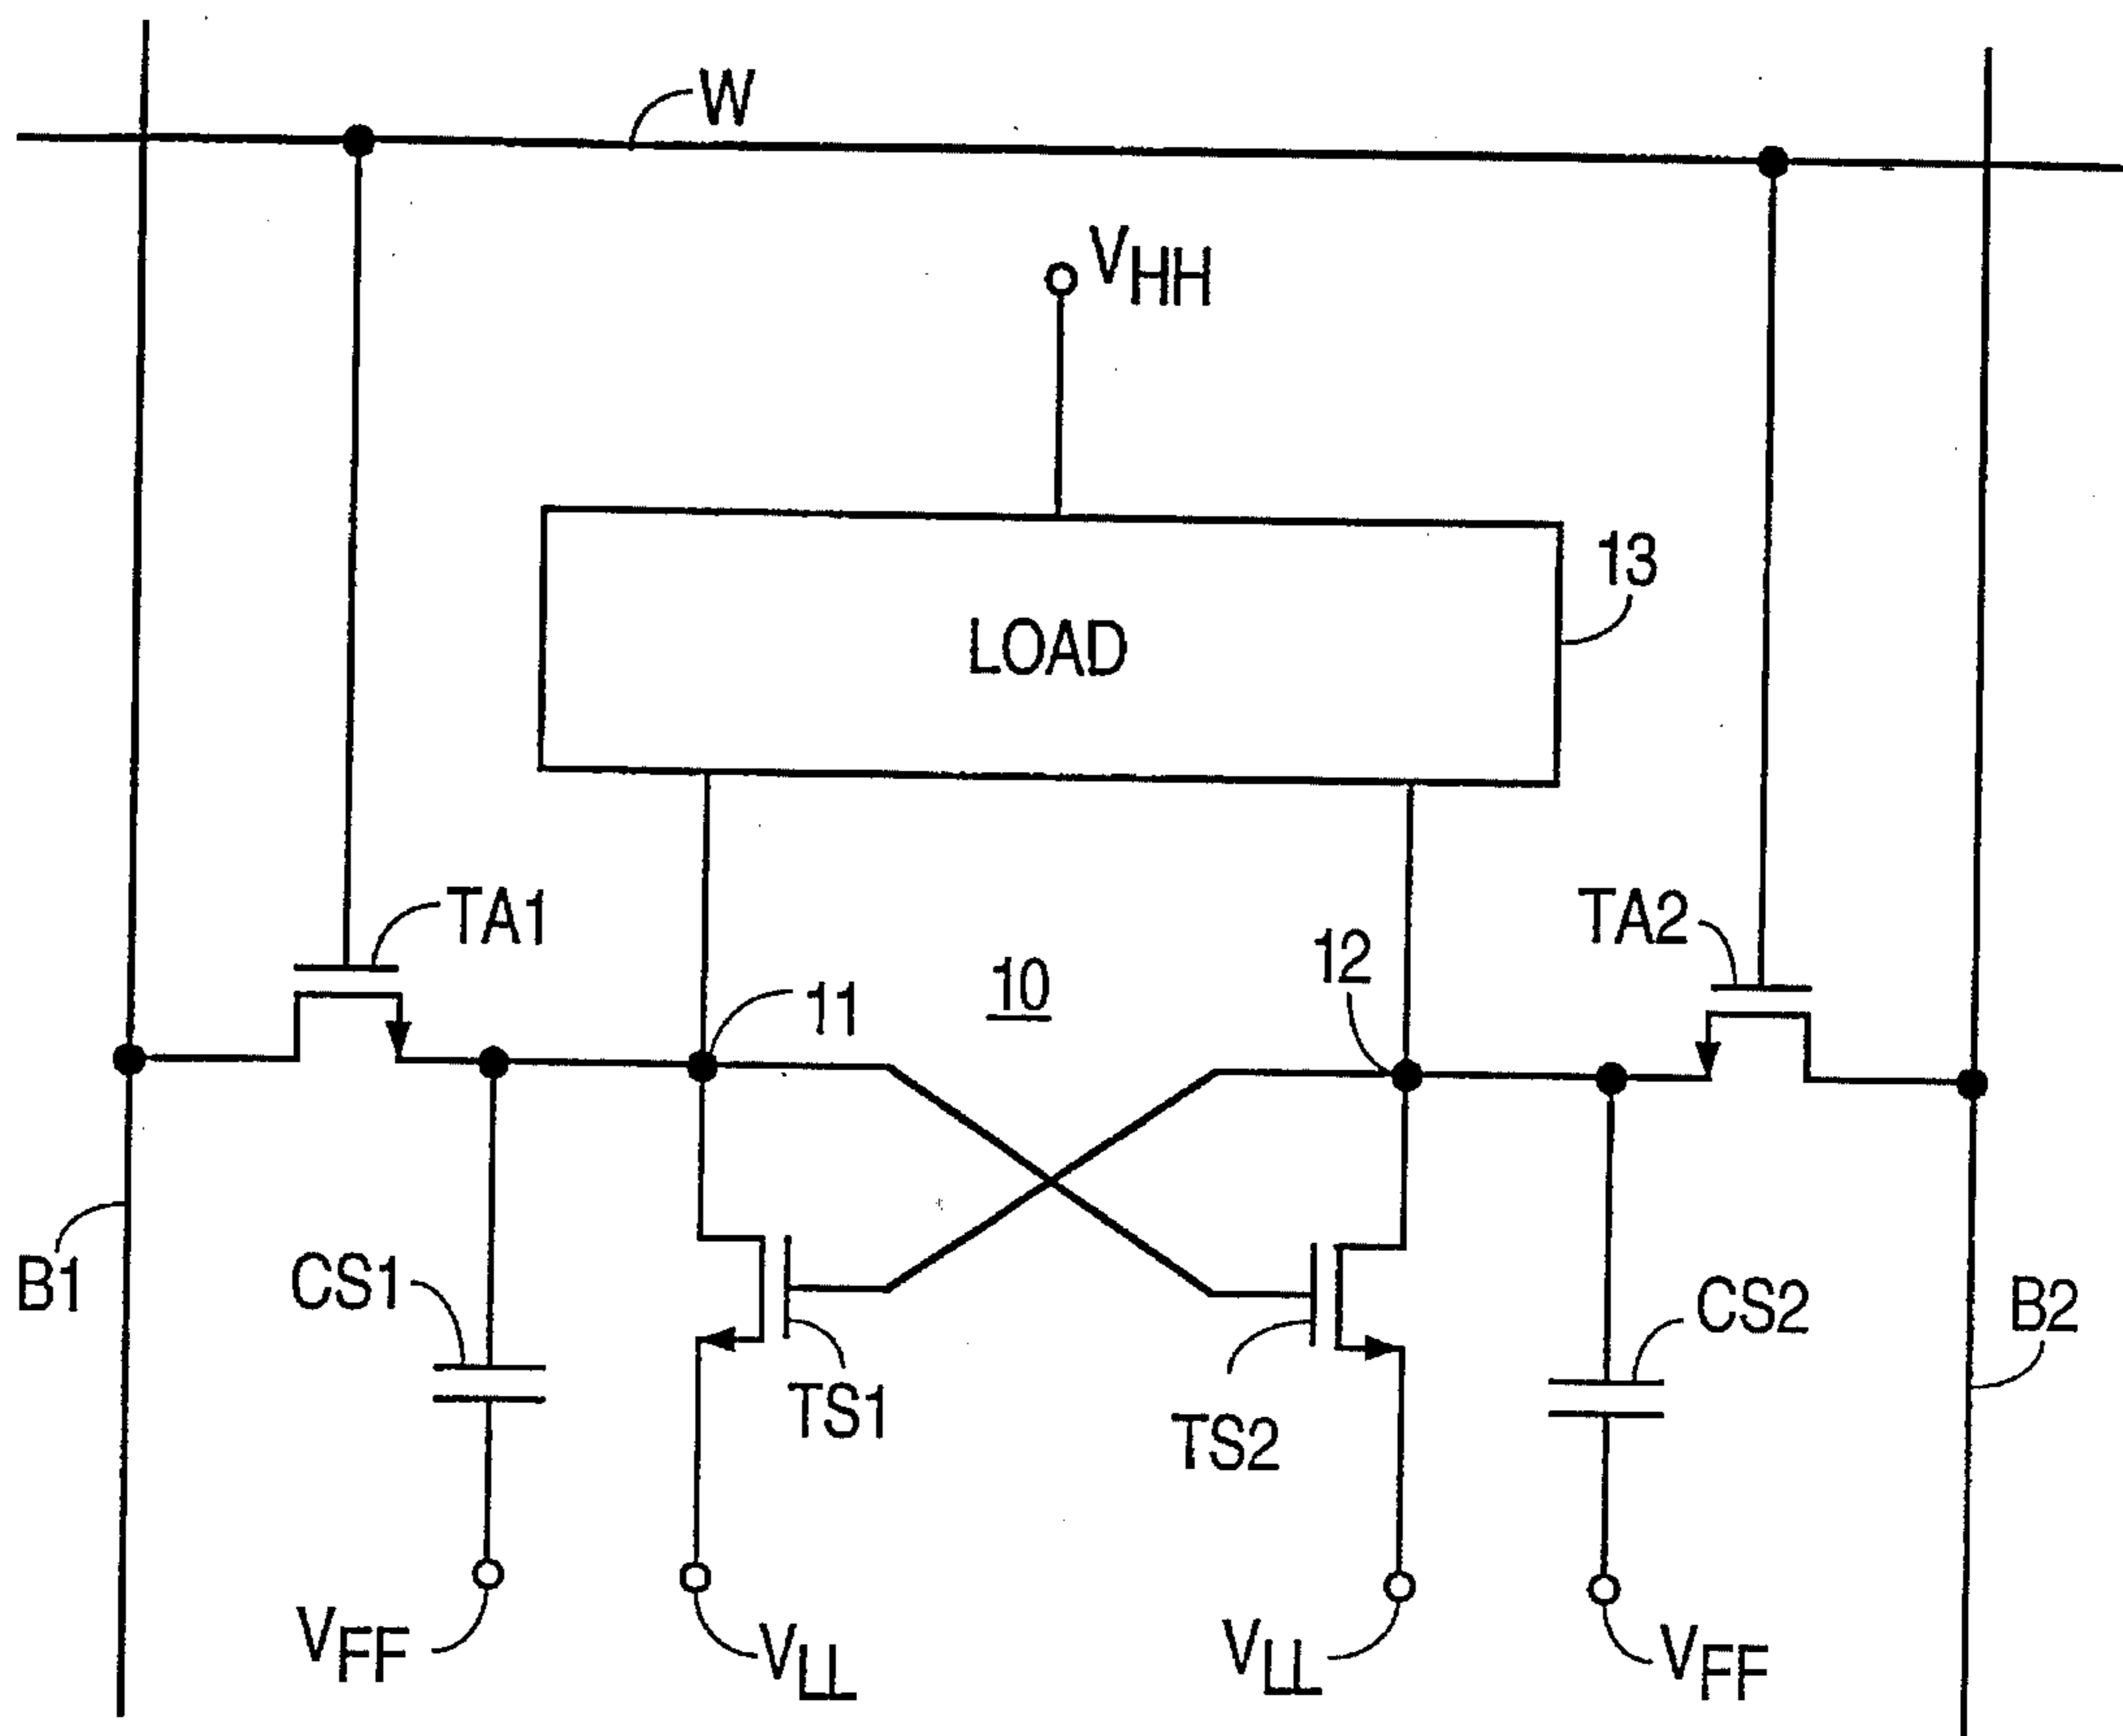 W
VHH
13
LOAD
TA1
TA2
12
10
11
B1
CS1
CS2
B2
TS1
TS2
VFF
VLL
VLL
VFF